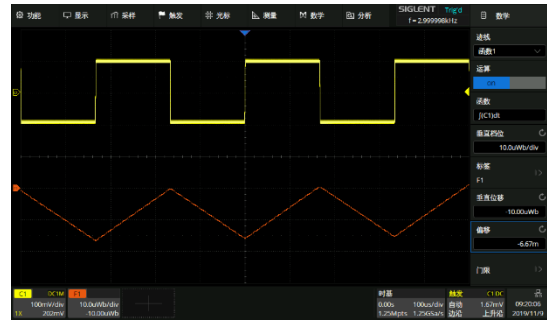 功能 显示 采样 触发 光标 测量 数学 分析 SIGLENT Trig'd 数学
f = 2.999998kHz
迹线
函数1
运算
on
函数
∫(C1)dt
垂直档位
10.0uWb/div
标签
F1
垂直位移
-10.00uWb
偏移
-6.67m
门限
C1 DC1M F1 时基 触发 C1 DC
100mV/div 10.0uWb/div 0.00s 100us/div 自动 1.67mV 09:20:06
1X 202mV -10.00uWb 1.25Mpts 1.25GSa/s 边沿 上升沿 2019/11/9